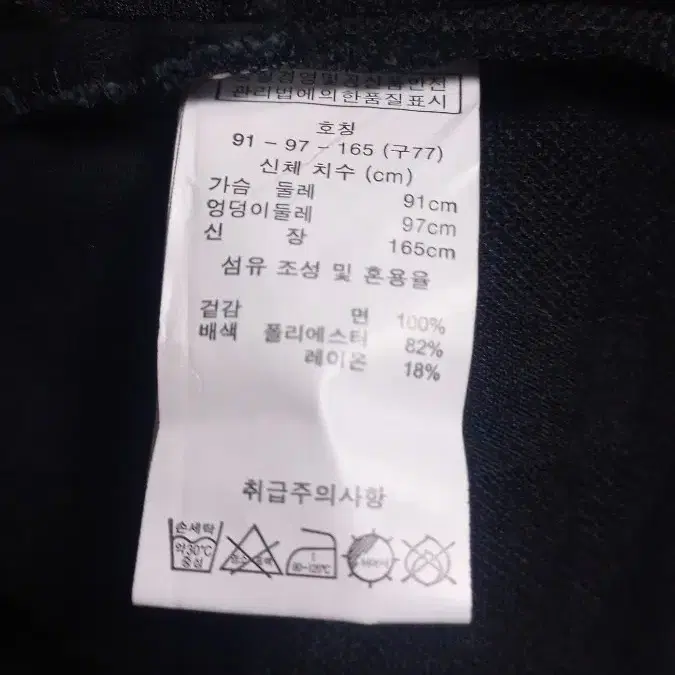 관리법에의한품질표시
호칭
91 - 97 - 165 (구77)
신체 치수 (cm)
가슴 둘레 91cm
엉덩이둘레 97cm
신 장 165cm
섬유 조성 및 혼용율
겉감 면 100%
배색 폴리에스터 82%
레이온 18%
취급주의사항
손세탁
약30℃
중성